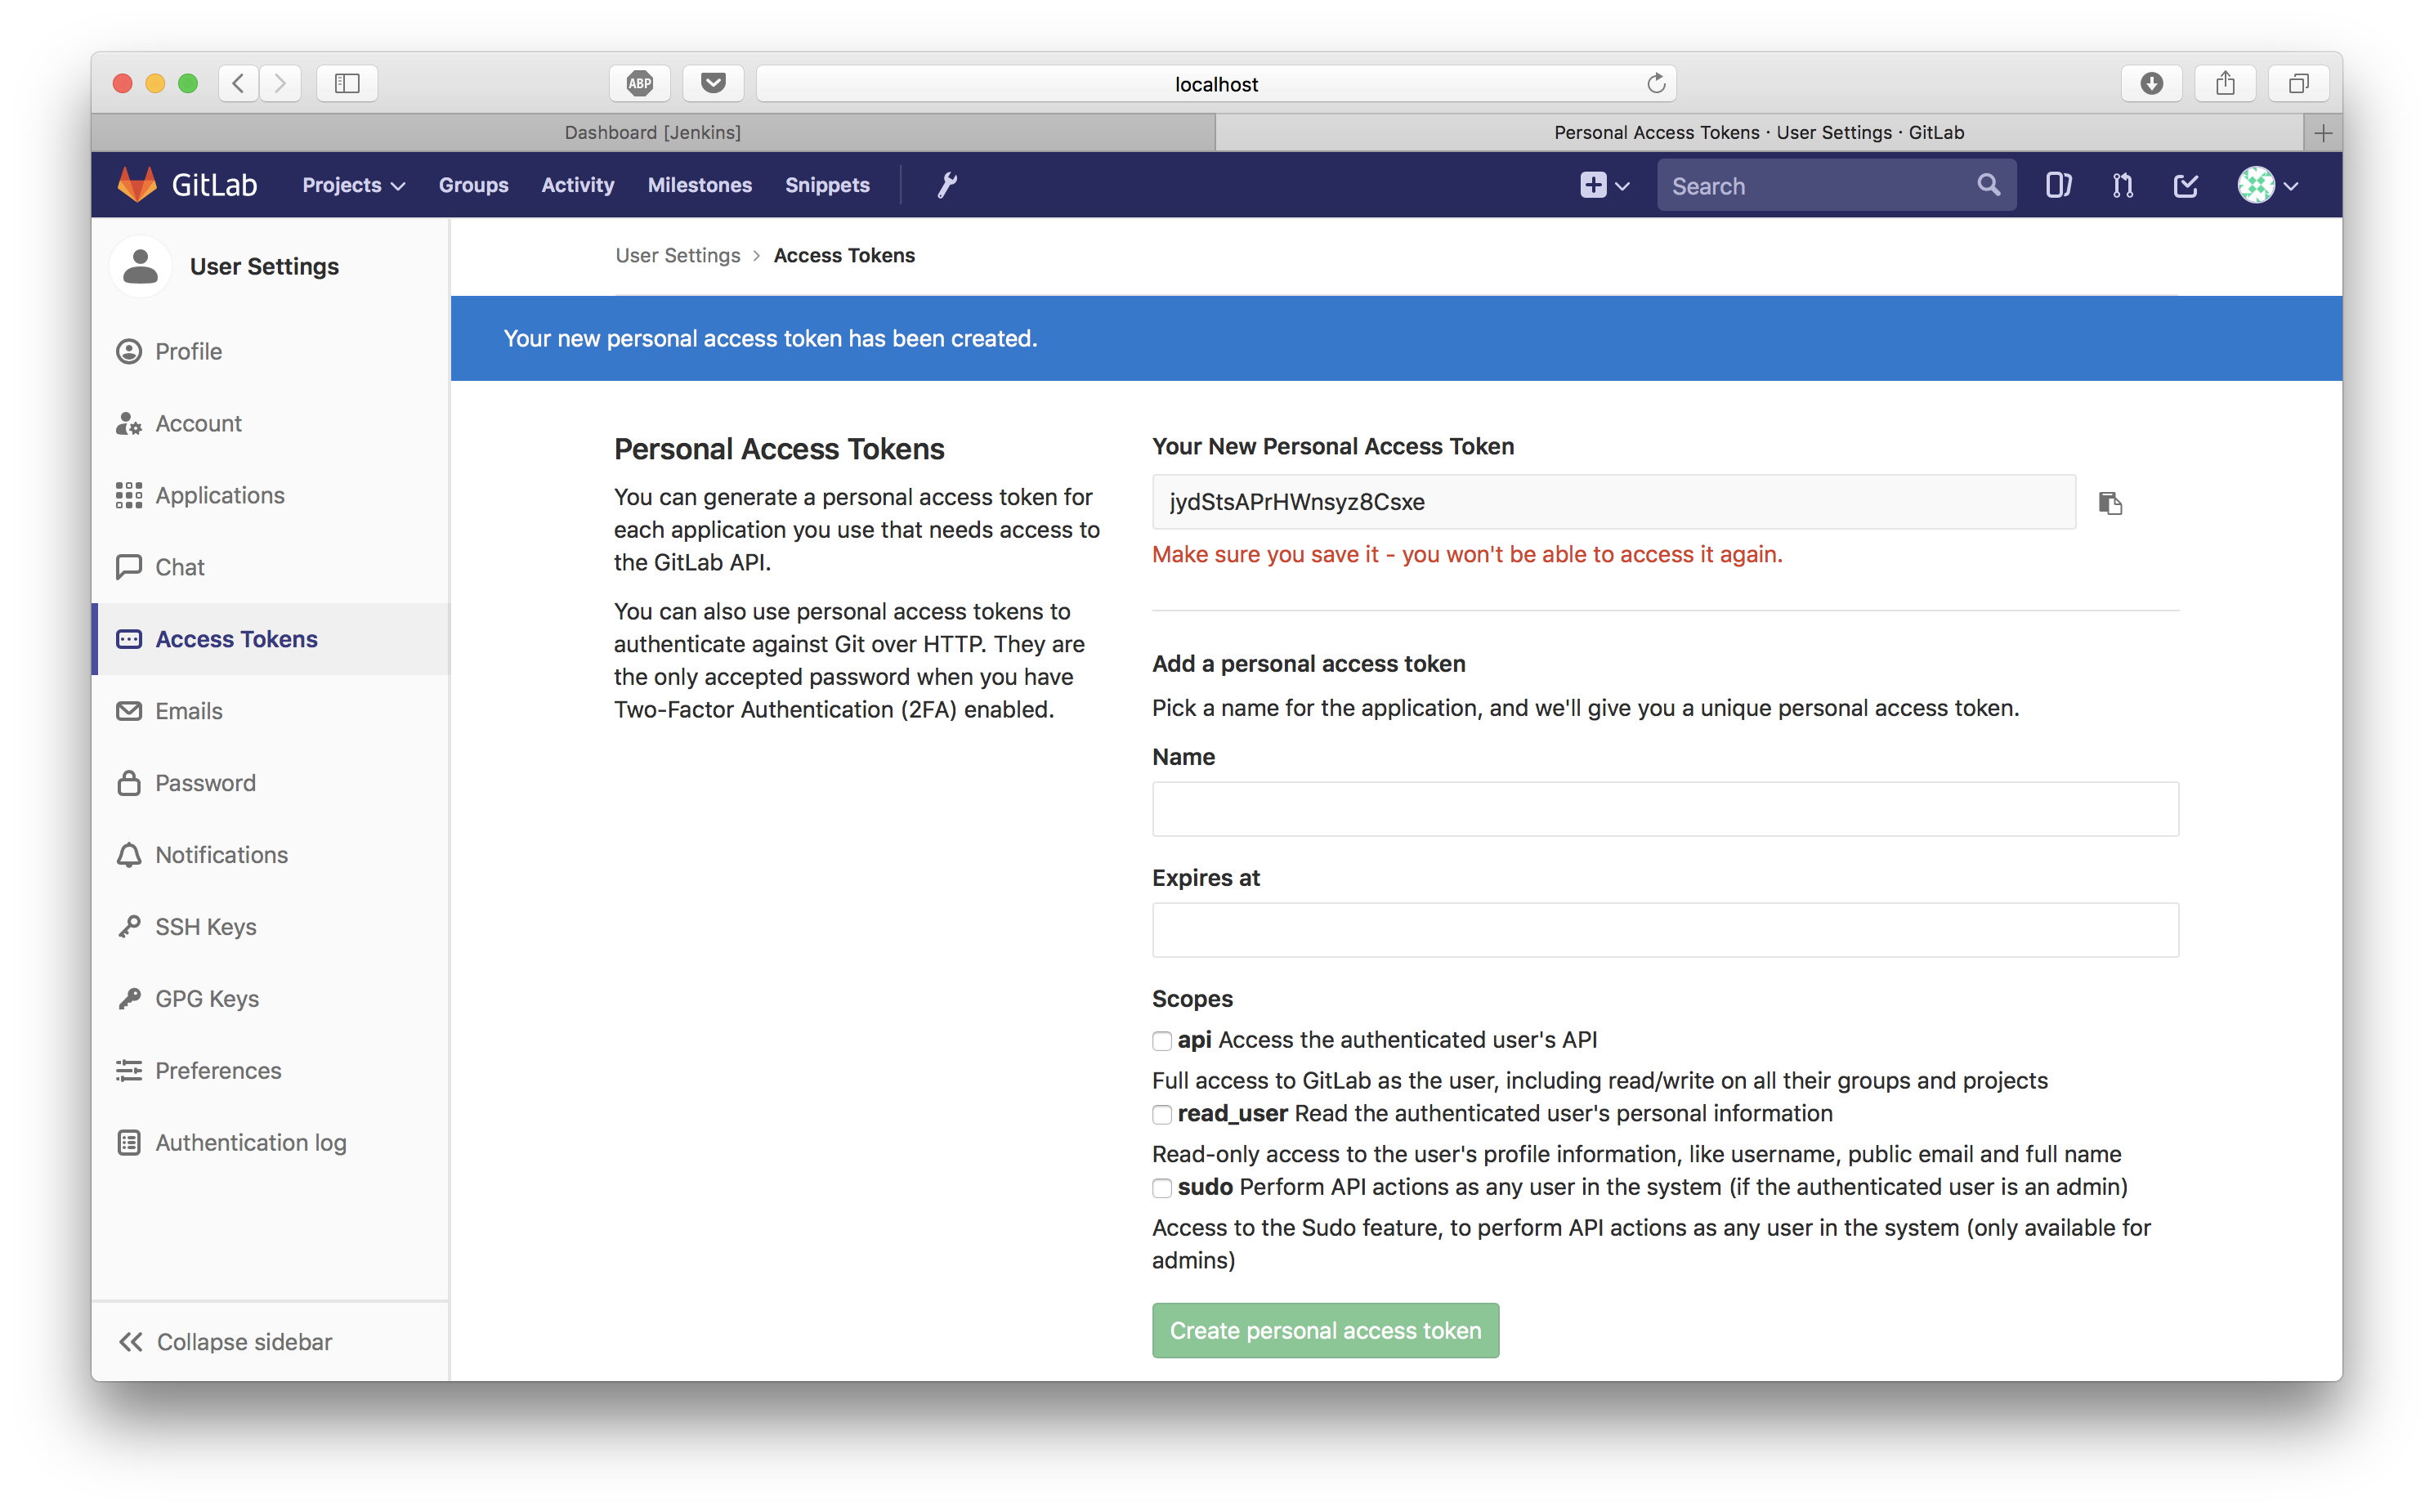 ABP
localhost
Dashboard [Jenkins]
Personal Access Tokens · User Settings · GitLab
GitLab Projects Groups Activity Milestones Snippets Search
User Settings
Profile
Account
Applications
Chat
Access Tokens
Emails
Password
Notifications
SSH Keys
GPG Keys
Preferences
Authentication log
Collapse sidebar
User Settings > Access Tokens
Your new personal access token has been created.
Personal Access Tokens
You can generate a personal access token for
each application you use that needs access to
the GitLab API.
You can also use personal access tokens to
authenticate against Git over HTTP. They are
the only accepted password when you have
Two-Factor Authentication (2FA) enabled.
Your New Personal Access Token
jydStsAPrHWnsyz8Csxe
Make sure you save it - you won't be able to access it again.
Add a personal access token
Pick a name for the application, and we'll give you a unique personal access token.
Name
Expires at
Scopes
api Access the authenticated user's API
Full access to GitLab as the user, including read/write on all their groups and projects
read_user Read the authenticated user's personal information
Read-only access to the user's profile information, like username, public email and full name
sudo Perform API actions as any user in the system (if the authenticated user is an admin)
Access to the Sudo feature, to perform API actions as any user in the system (only available for
admins)
Create personal access token